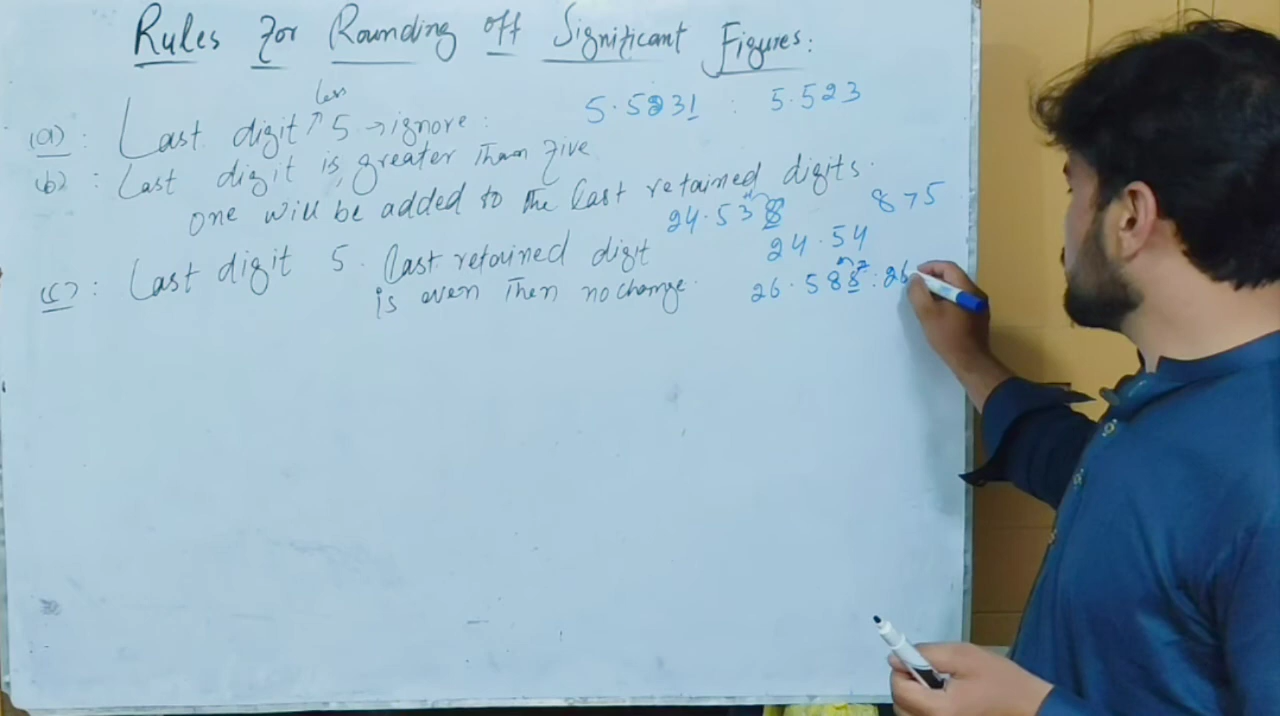 Rules For Rounding off Significant Figures:
(a): Last digit less 5 → ignore: 5.5231 : 5.523
(b): Last digit is greater Than Five
one will be added to the last retained digits.
24.538 8 > 5
24.54
(c): Last digit 5. last retained digit
is even Then no change. 26.588 : 26